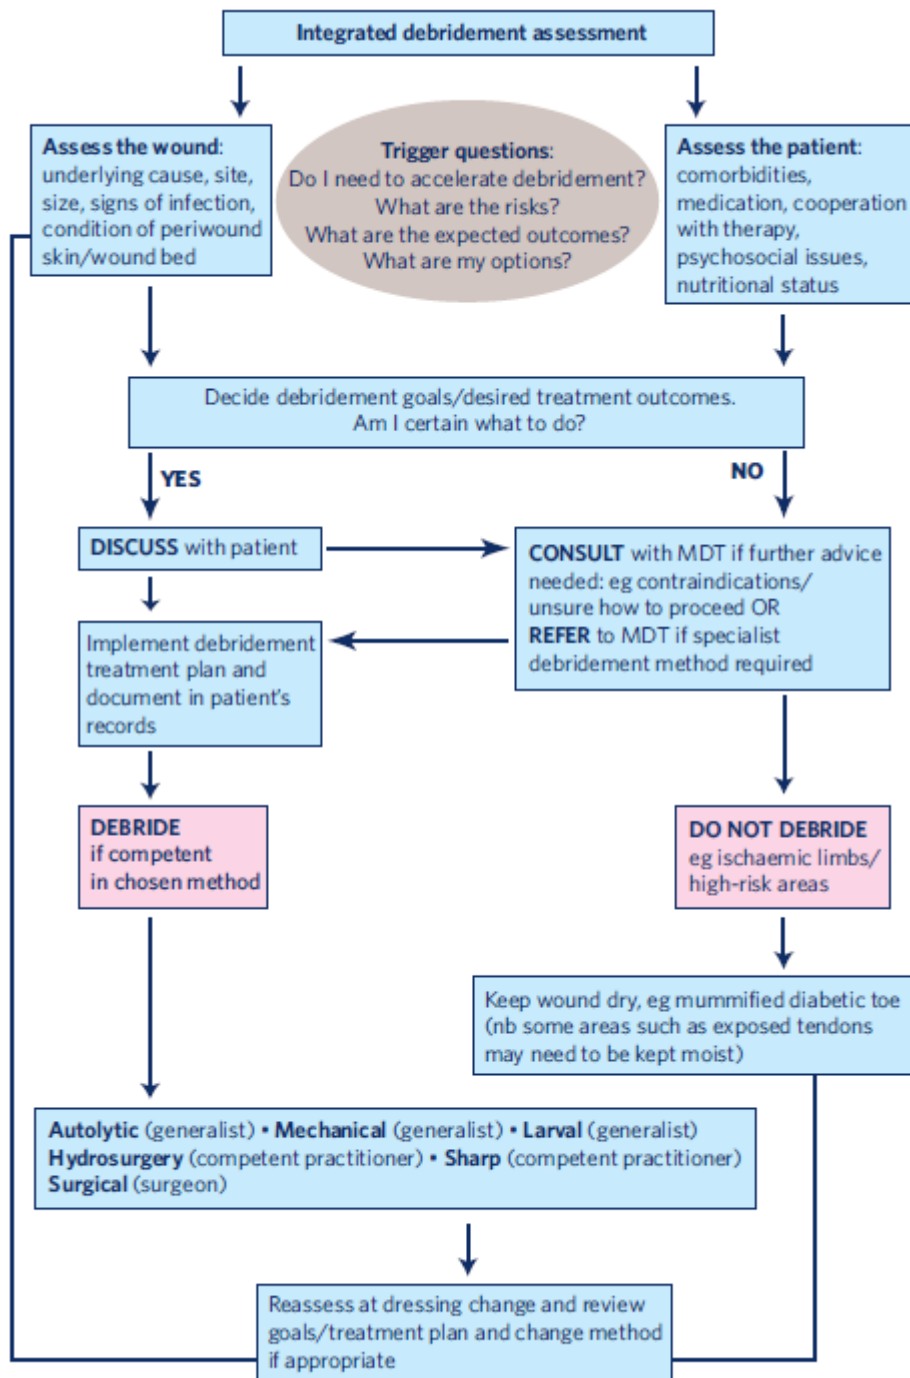 Integrated debridement assessment
Assess the wound:
underlying cause, site,
size, signs of infection,
condition of periwound
skin/wound bed
Trigger questions:
Do I need to accelerate debridement?
What are the risks?
What are the expected outcomes?
What are my options?
Assess the patient:
comorbidities,
medication, cooperation
with therapy,
psychosocial issues,
nutritional status
Decide debridement goals/desired treatment outcomes.
Am I certain what to do?
YES
NO
DISCUSS with patient
CONSULT with MDT if further advice
needed: eg contraindications/
unsure how to proceed OR
REFER to MDT if specialist
debridement method required
Implement debridement
treatment plan and
document in patient's
records
DEBRIDE
if competent
in chosen method
DO NOT DEBRIDE
eg ischaemic limbs/
high-risk areas
Keep wound dry, eg mummified diabetic toe
(nb some areas such as exposed tendons
may need to be kept moist)
Autolytic (generalist) • Mechanical (generalist) • Larval (generalist)
Hydrosurgery (competent practitioner) • Sharp (competent practitioner)
Surgical (surgeon)
Reassess at dressing change and review
goals/treatment plan and change method
if appropriate